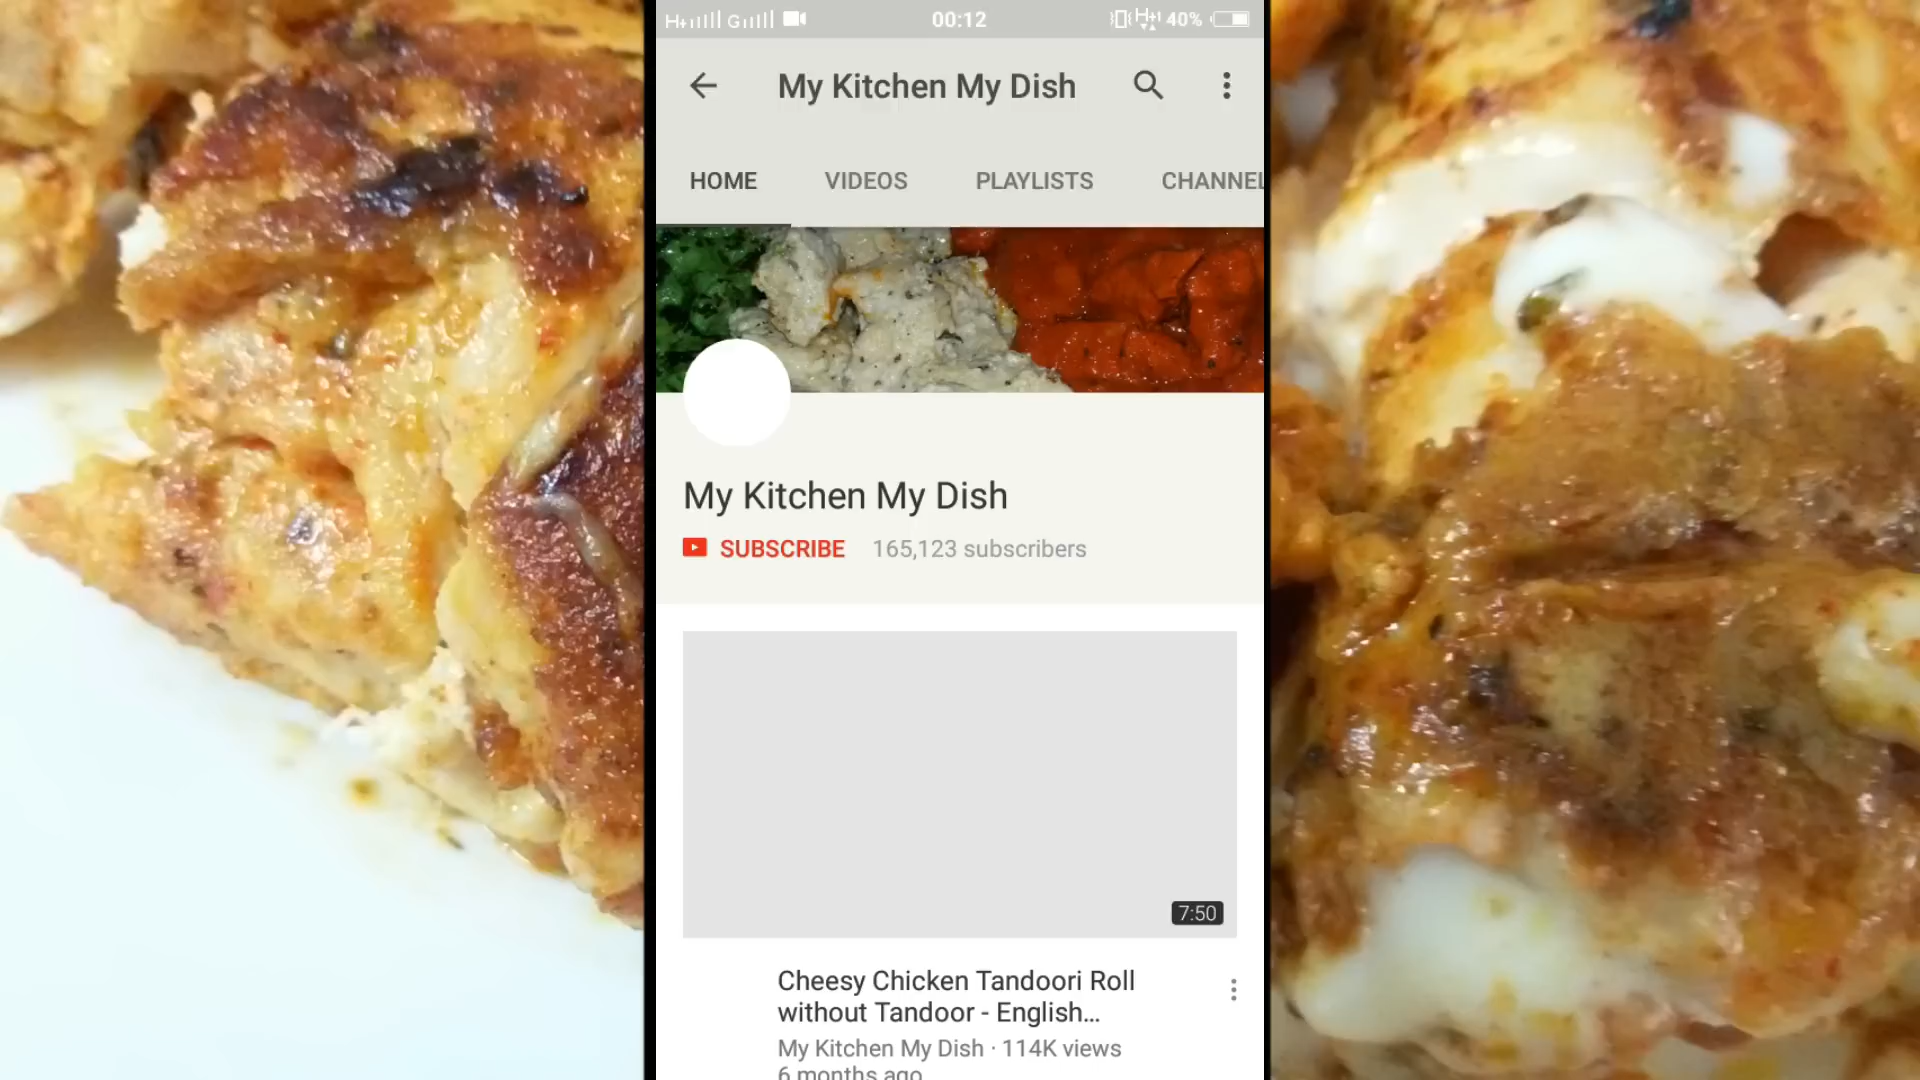 H+ G 00:12 H+ 40%
My Kitchen My Dish
HOME VIDEOS PLAYLISTS CHANNEL
My Kitchen My Dish
SUBSCRIBE 165,123 subscribers
7:50
Cheesy Chicken Tandoori Roll
without Tandoor - English...
My Kitchen My Dish · 114K views
6 months ago